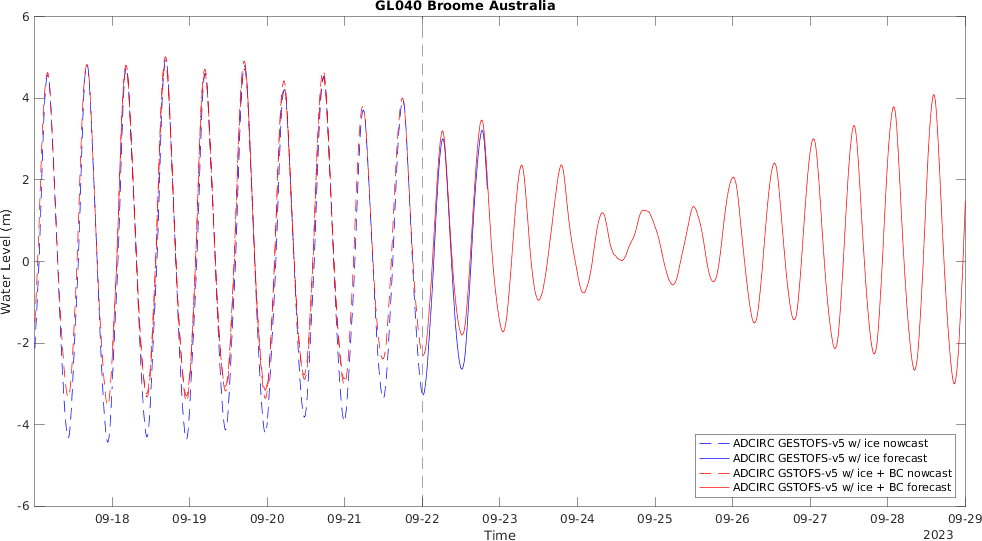 GL040 Broome Australia
6
4
2
0
-2
-4
-6
Water Level (m)
ADCIRC GESTOFS-v5 w/ ice nowcast
ADCIRC GESTOFS-v5 w/ ice forecast
ADCIRC GSTOFS-v5 w/ ice + BC nowcast
ADCIRC GSTOFS-v5 w/ ice + BC forecast
09-18 09-19 09-20 09-21 09-22 09-23 09-24 09-25 09-26 09-27 09-28 09-29
Time 2023